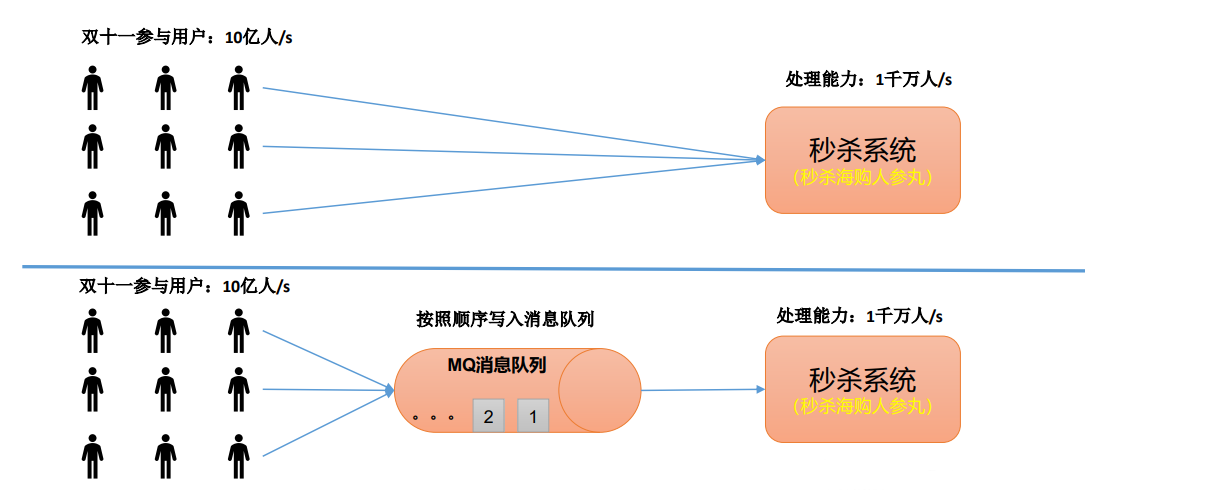 双十一参与用户：10亿人/s
处理能力：1千万人/s
秒杀系统
（秒杀海购人参丸）
双十一参与用户：10亿人/s
按照顺序写入消息队列
处理能力：1千万人/s
MQ消息队列
。。。 2 1
秒杀系统
（秒杀海购人参丸）